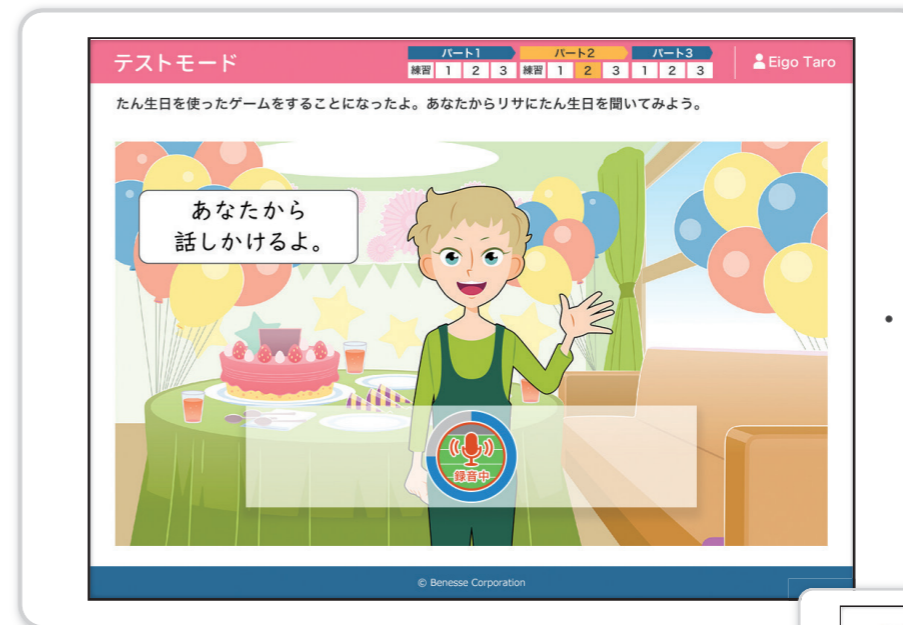 テストモード
パート1 パート2 パート3
練習 1 2 3 練習 1 2 3 1 2 3
Eigo Taro
たん生日を使ったゲームをすることになったよ。あなたからリサにたん生日を聞いてみよう。
あなたから
話しかけるよ。
録音中
© Benesse Corporation